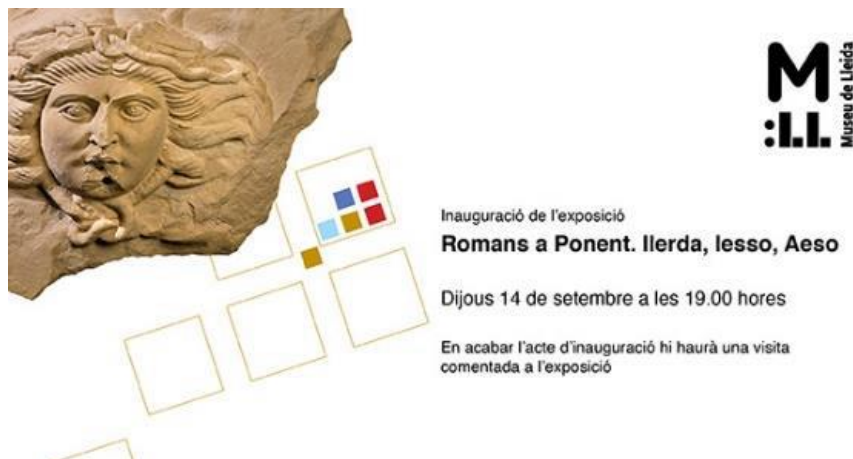 M
:LL
Museu de Lleida
Inauguració de l'exposició
Romans a Ponent. Ilerda, Iesso, Aeso
Dijous 14 de setembre a les 19.00 hores
En acabar l'acte d'inauguració hi haurà una visita
comentada a l'exposició